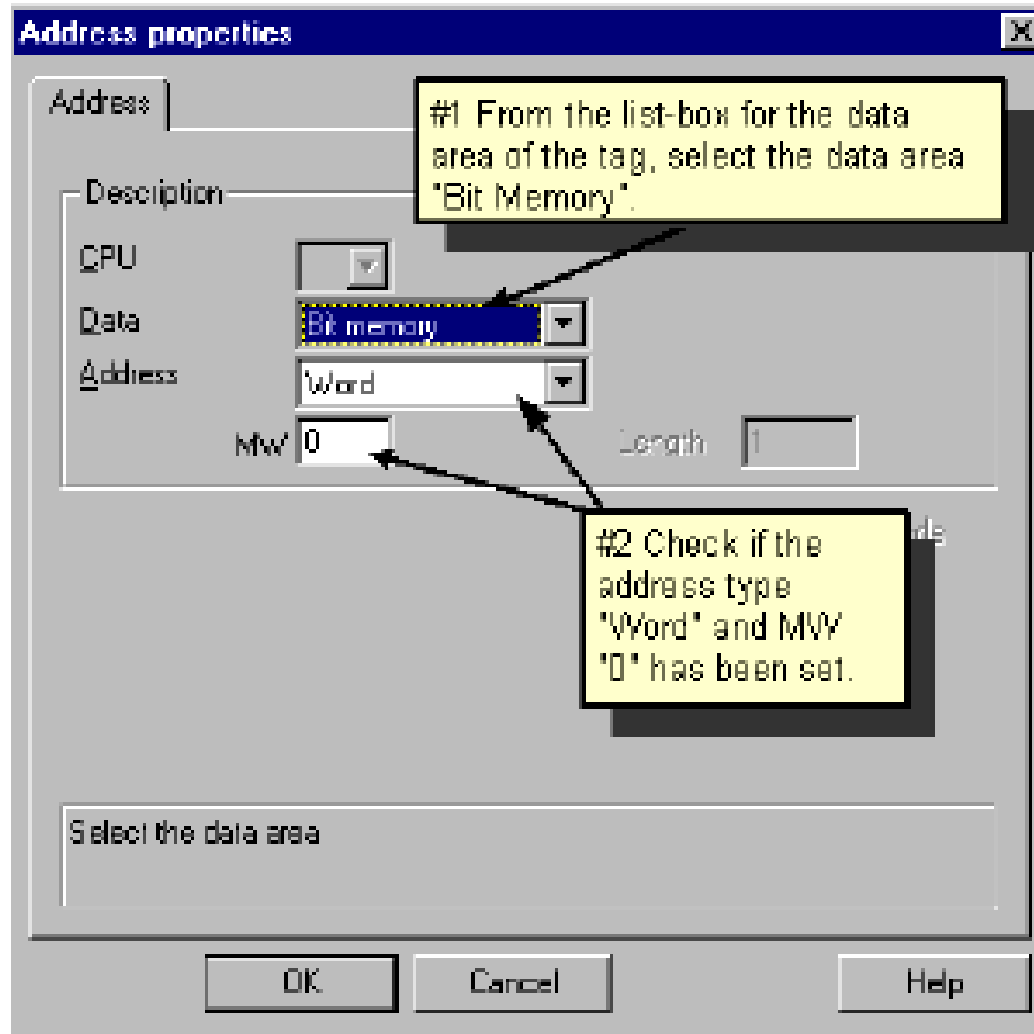 Address properties
Address
#1 From the list-box for the data
area of the tag, select the data area
"Bit Memory".
Description
CPU
Data
Bit memory
Address
Word
MW 0
Length 1
#2 Check if the
address type
"Word" and MW
"0" has been set.
Select the data area
OK
Cancel
Help